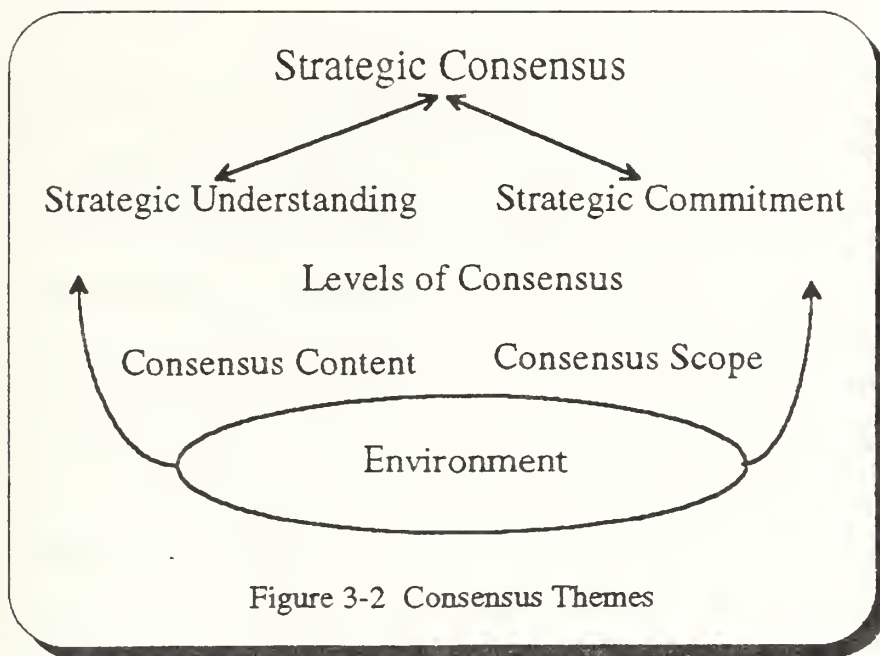 Strategic Consensus
Strategic Understanding Strategic Commitment
Levels of Consensus
Consensus Content Consensus Scope
Environment
Figure 3-2 Consensus Themes